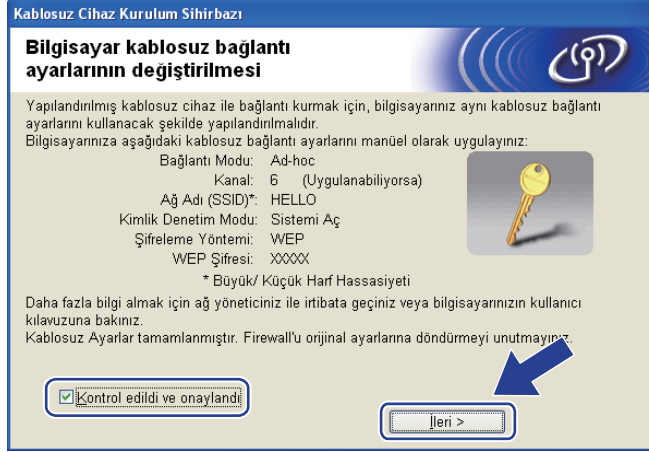 Kablosuz Cihaz Kurulum Sihirbazı
Bilgisayar kablosuz bağlantı
ayarlarının değiştirilmesi
Yapılandırılmış kablosuz cihaz ile bağlantı kurmak için, bilgisayarınız aynı kablosuz bağlantı
ayarlarını kullanacak şekilde yapılandırılmalıdır.
Bilgisayarınıza aşağıdaki kablosuz bağlantı ayarlarını manüel olarak uygulayınız:
Bağlantı Modu: Ad-hoc
Kanal: 6 (Uygulanabiliyorsa)
Ağ Adı (SSID)*: HELLO
Kimlik Denetim Modu: Sistemi Aç
Şifreleme Yöntemi: WEP
WEP Şifresi: XXXXX
* Büyük/ Küçük Harf Hassasiyeti
Daha fazla bilgi almak için ağ yöneticiniz ile irtibata geçiniz veya bilgisayarınızın kullanıcı
kılavuzuna bakınız.
Kablosuz Ayarlar tamamlanmıştır. Firewall'u orijinal ayarlarına döndürmeyi unutmayınız.
Kontrol edildi ve onaylandı
İleri >